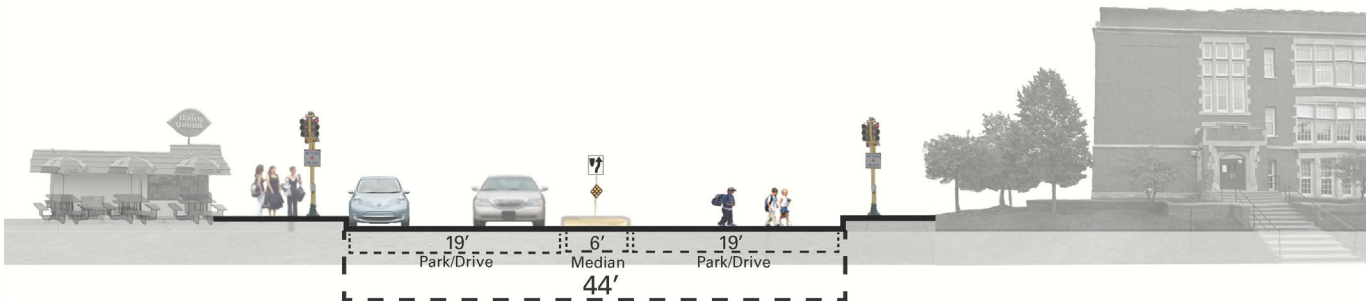 Dairy
Queen
19’
6’
19’
Park/Drive
Median
Park/Drive
44’